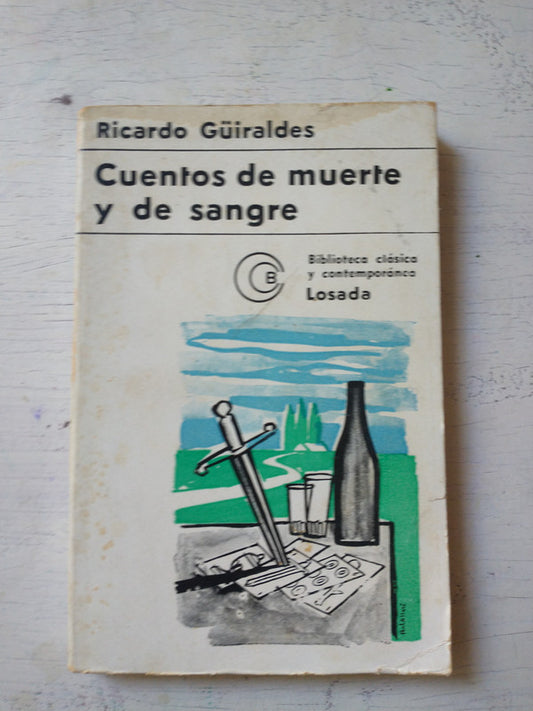 Ricardo Güiraldes
Cuentos de muerte
y de sangre
B
Biblioteca clásica
y contemporánea
Losada